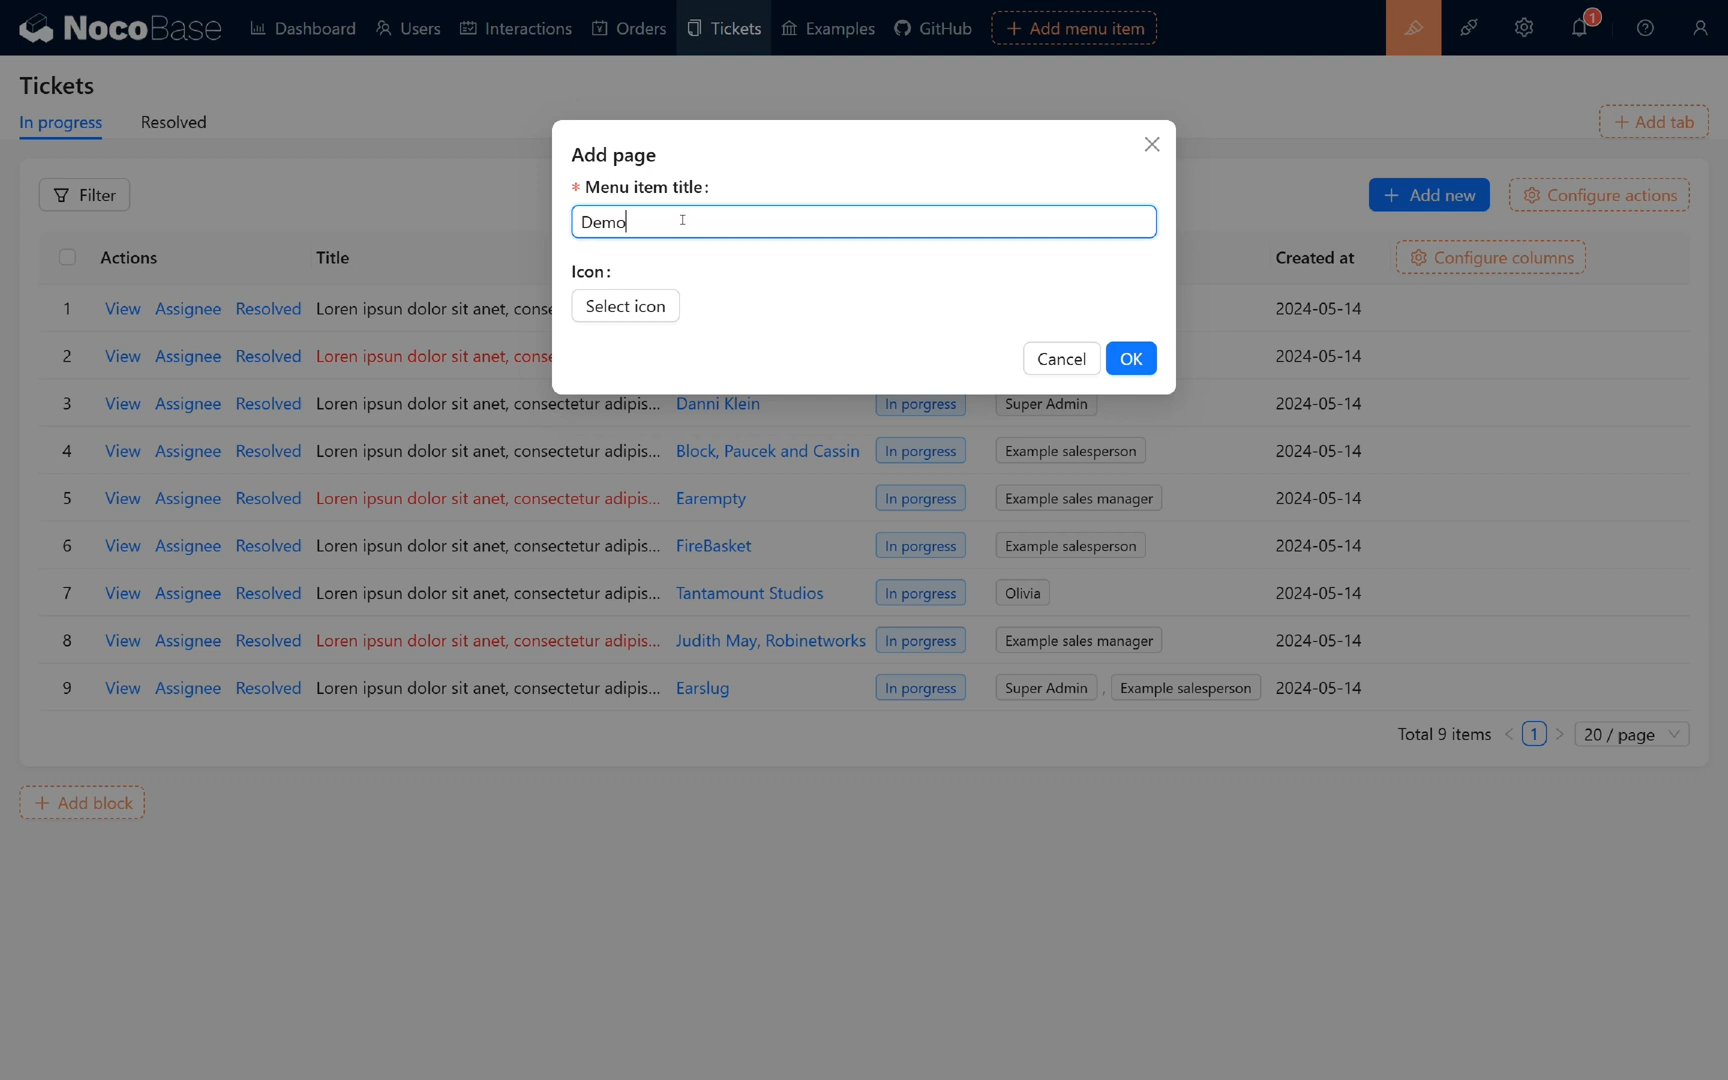 NocoBase Dashboard Users Interactions Orders Tickets Examples GitHub + Add menu item 1
Tickets
In progress Resolved + Add tab
Add page
* Menu item title:
Demo
Icon:
Select icon
Cancel OK
Filter + Add new Configure actions
Actions Title Created at Configure columns
1 View Assignee Resolved Lorem ipsun dolor sit anet, conse 2024-05-14
2 View Assignee Resolved Lorem ipsun dolor sit anet, conse 2024-05-14
3 View Assignee Resolved Lorem ipsun dolor sit anet, consectetur adipis... Danni Klein In porgress Super Admin 2024-05-14
4 View Assignee Resolved Lorem ipsun dolor sit anet, consectetur adipis... Block, Paucek and Cassin In porgress Example salesperson 2024-05-14
5 View Assignee Resolved Lorem ipsun dolor sit anet, consectetur adipis... Earempty In porgress Example sales manager 2024-05-14
6 View Assignee Resolved Lorem ipsun dolor sit anet, consectetur adipis... FireBasket In porgress Example salesperson 2024-05-14
7 View Assignee Resolved Lorem ipsun dolor sit anet, consectetur adipis... Tantamount Studios In porgress Olivia 2024-05-14
8 View Assignee Resolved Lorem ipsun dolor sit anet, consectetur adipis... Judith May, Robinetworks In porgress Example sales manager 2024-05-14
9 View Assignee Resolved Lorem ipsun dolor sit anet, consectetur adipis... Earslug In porgress Super Admin , Example salesperson 2024-05-14
Total 9 items < 1 > 20 / page
+ Add block